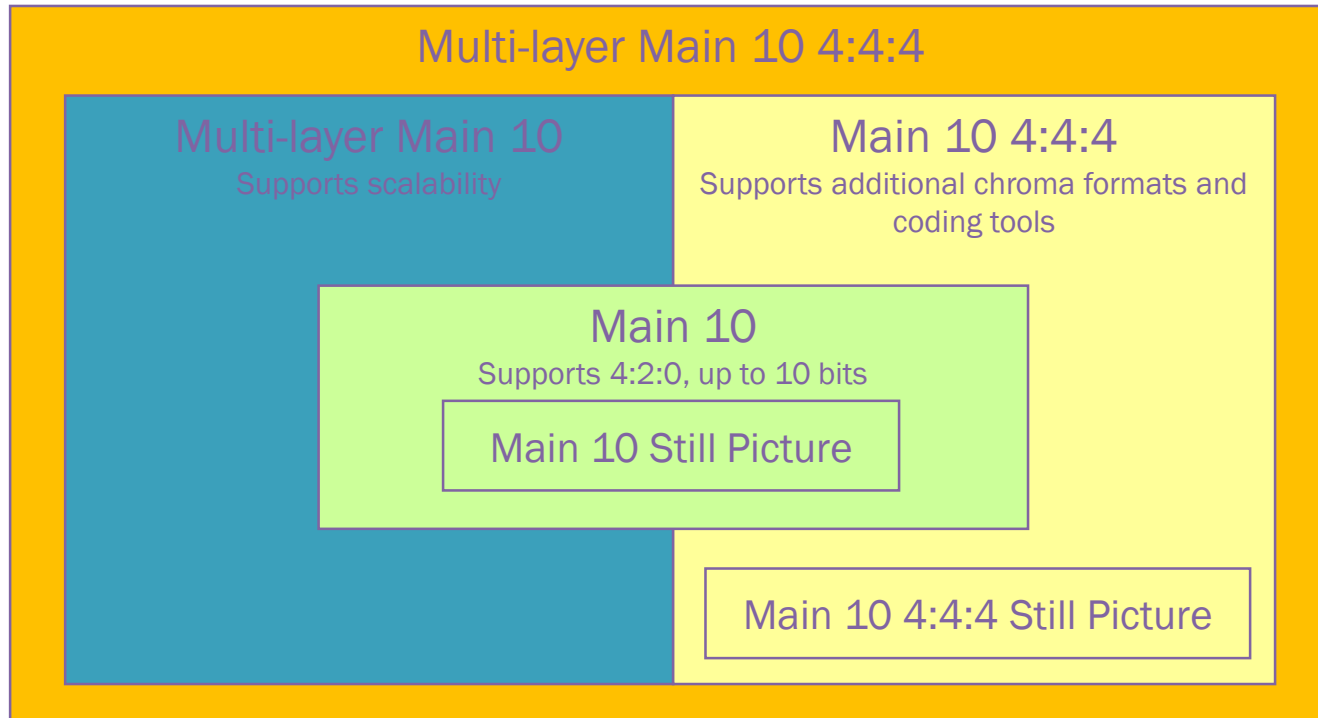 Multi-layer Main 10 4:4:4
Multi-layer Main 10
Supports scalability
Main 10 4:4:4
Supports additional chroma formats and
coding tools
Main 10
Supports 4:2:0, up to 10 bits
Main 10 Still Picture
Main 10 4:4:4 Still Picture